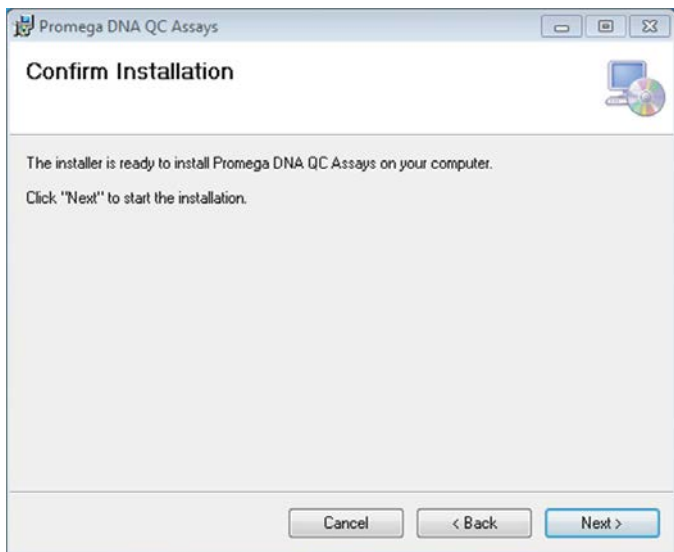 Promega DNA QC Assays
Confirm Installation
The installer is ready to install Promega DNA QC Assays on your computer.
Click "Next" to start the installation.
Cancel
< Back
Next >